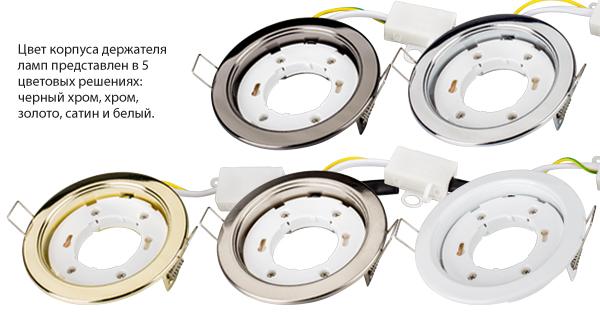 Цвет корпуса держателя
ламп представлен в 5
цветовых решениях:
черный хром, хром,
золото, сатин и белый.